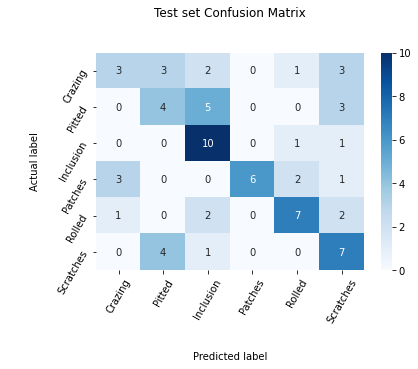 Test set Confusion Matrix
Actual label
Crazing 3 3 2 0 1 3
Pitted 0 4 5 0 0 3
Inclusion 0 0 10 0 1 1
Patches 3 0 0 6 2 1
Rolled 1 0 2 0 7 2
Scratches 0 4 1 0 0 7
Crazing Pitted Inclusion Patches Rolled Scratches
Predicted label
10
8
6
4
2
0